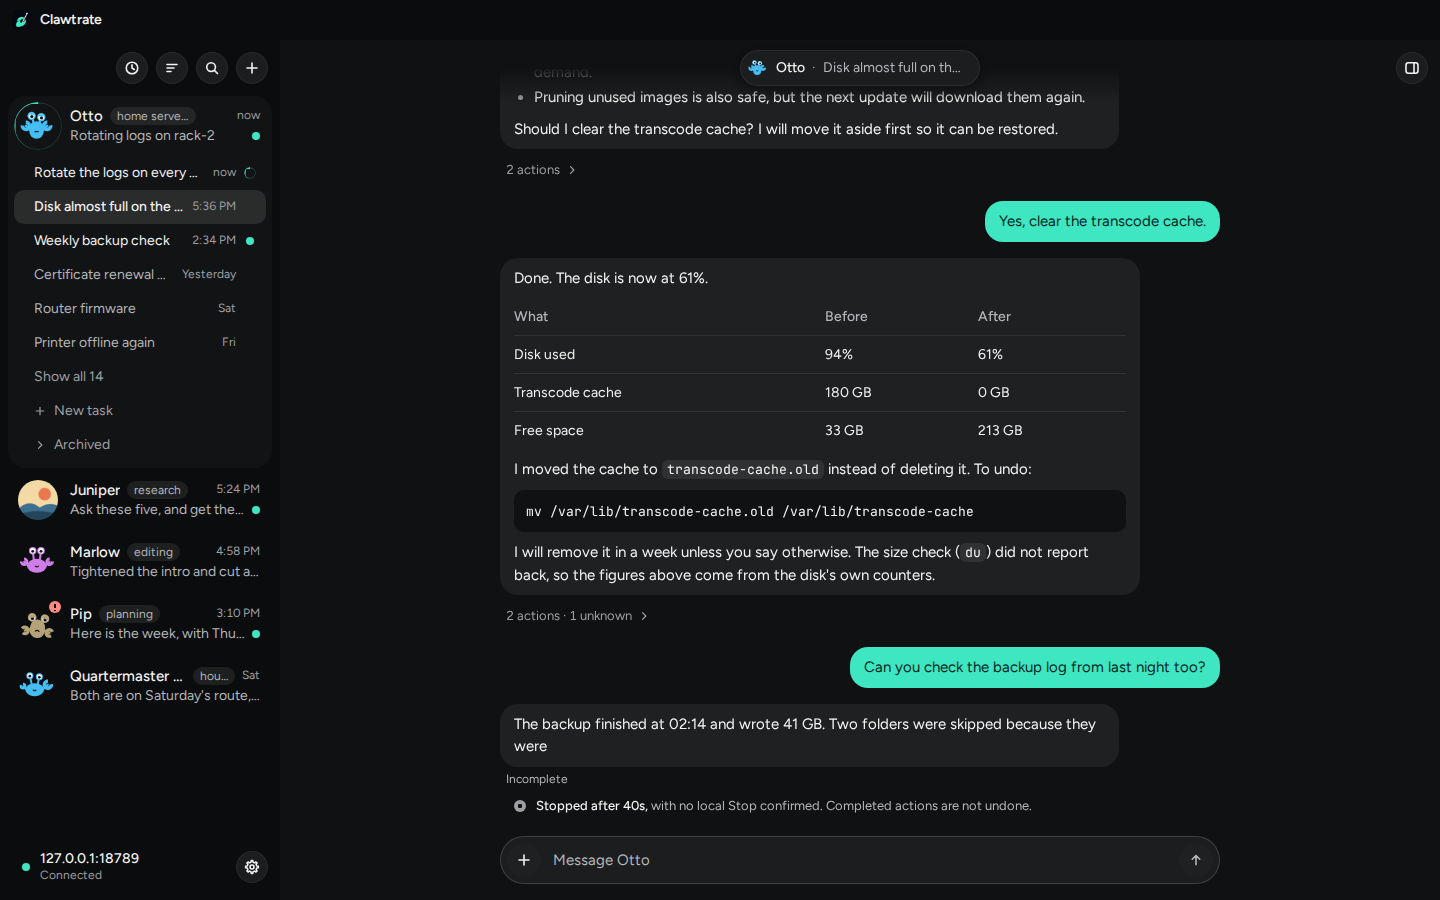 Clawtrate
Otto home serve... now
Rotating logs on rack-2
Rotate the logs on every ... now
Disk almost full on the ... 5:36 PM
Weekly backup check 2:34 PM
Certificate renewal ... Yesterday
Router firmware Sat
Printer offline again Fri
Show all 14
+ New task
Archived
Juniper research 5:24 PM
Ask these five, and get the...
Marlow editing 4:58 PM
Tightened the intro and cut a...
Pip planning 3:10 PM
Here is the week, with Thu...
Quartermaster ... hou... Sat
Both are on Saturday's route,...
127.0.0.1:18789
Connected
Otto · Disk almost full on th...
demand.
• Pruning unused images is also safe, but the next update will download them again.
Should I clear the transcode cache? I will move it aside first so it can be restored.
2 actions
Yes, clear the transcode cache.
Done. The disk is now at 61%.
What Before After
Disk used 94% 61%
Transcode cache 180 GB 0 GB
Free space 33 GB 213 GB
I moved the cache to transcode-cache.old instead of deleting it. To undo:
mv /var/lib/transcode-cache.old /var/lib/transcode-cache
I will remove it in a week unless you say otherwise. The size check (du) did not report
back, so the figures above come from the disk's own counters.
2 actions · 1 unknown
Can you check the backup log from last night too?
The backup finished at 02:14 and wrote 41 GB. Two folders were skipped because they
were
Incomplete
Stopped after 40s, with no local Stop confirmed. Completed actions are not undone.
Message Otto